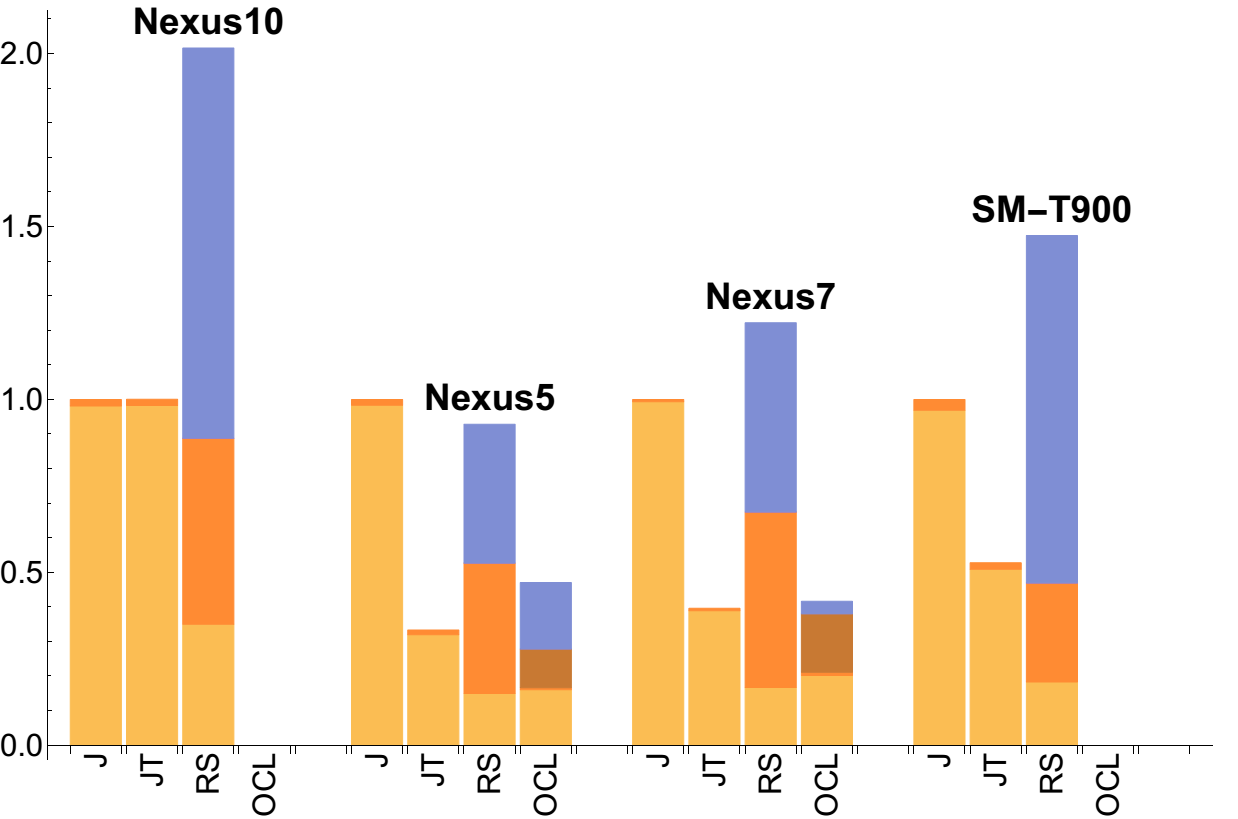 Nexus10
2.0
1.5
SM−T900
Nexus7
1.0
Nexus5
0.5
0.0
J JT RS OCL J JT RS OCL J JT RS OCL J JT RS OCL